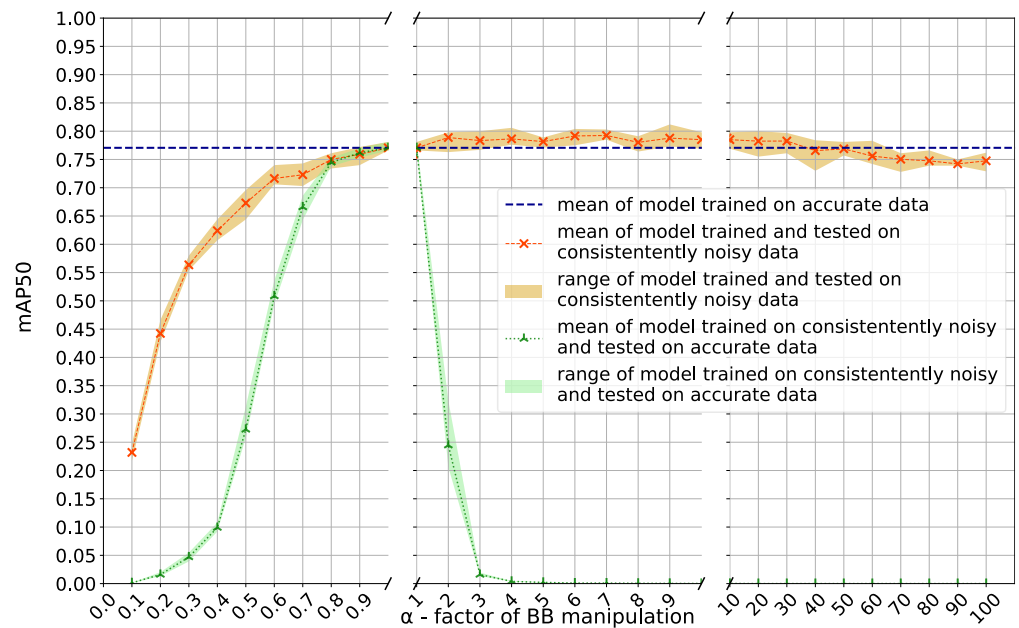 1.00
0.95
0.90
0.85
0.80
0.75
0.70
0.65
0.60
0.55
0.50
0.45
0.40
0.35
0.30
0.25
0.20
0.15
0.10
0.05
0.00
mAP50
mean of model trained on accurate data
mean of model trained and tested on
consistentently noisy data
range of model trained and tested on
consistentently noisy data
mean of model trained on consistentently noisy
and tested on accurate data
range of model trained on consistentently noisy
and tested on accurate data
0.0 0.1 0.2 0.3 0.4 0.5 0.6 0.7 0.8 0.9 1 2 3 4 5 6 7 8 9 10 20 30 40 50 60 70 80 90 100
α - factor of BB manipulation